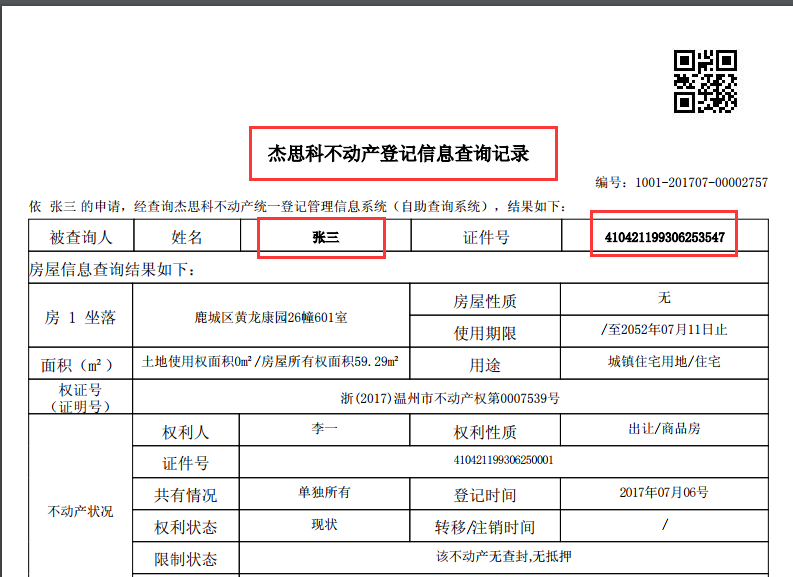 杰思科不动产登记信息查询记录
编号：1001-201707-00002757
依 张三 的申请，经查询杰思科不动产统一登记管理信息系统（自助查询系统），结果如下：
被查询人 姓名 张三 证件号 410421199306253547
房屋信息查询结果如下：
房 1 坐落 鹿城区黄龙康园26幢601室 房屋性质 无
使用期限 /至2052年07月11日止
面积（m²） 土地使用权面积0m²/房屋所有权面积59.29m² 用途 城镇住宅用地/住宅
权证号
（证明号） 浙(2017)温州市不动产权第0007539号
不动产状况 权利人 李一 权利性质 出让/商品房
证件号 410421199306250001
共有情况 单独所有 登记时间 2017年07月06号
权利状态 现状 转移/注销时间 /
限制状态 该不动产无查封,无抵押